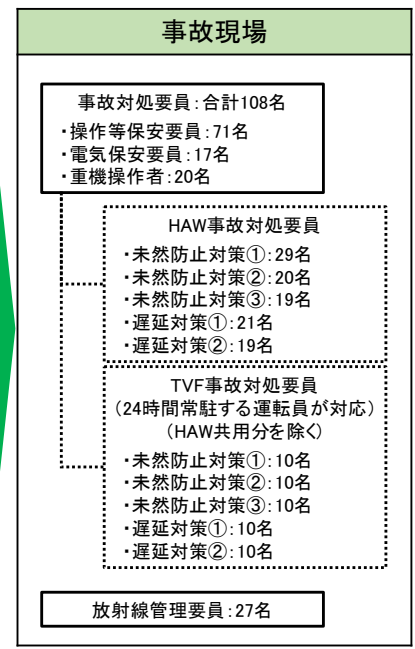 事故現場
事故対処要員:合計108名
・操作等保安要員:71名
・電気保安要員:17名
・重機操作者:20名
HAW事故対処要員
・未然防止対策①:29名
・未然防止対策②:20名
・未然防止対策③:19名
・遅延対策①:21名
・遅延対策②:19名
TVF事故対処要員
(24時間常駐する運転員が対応)
(HAW共用分を除く)
・未然防止対策①:10名
・未然防止対策②:10名
・未然防止対策③:10名
・遅延対策①:10名
・遅延対策②:10名
放射線管理要員:27名